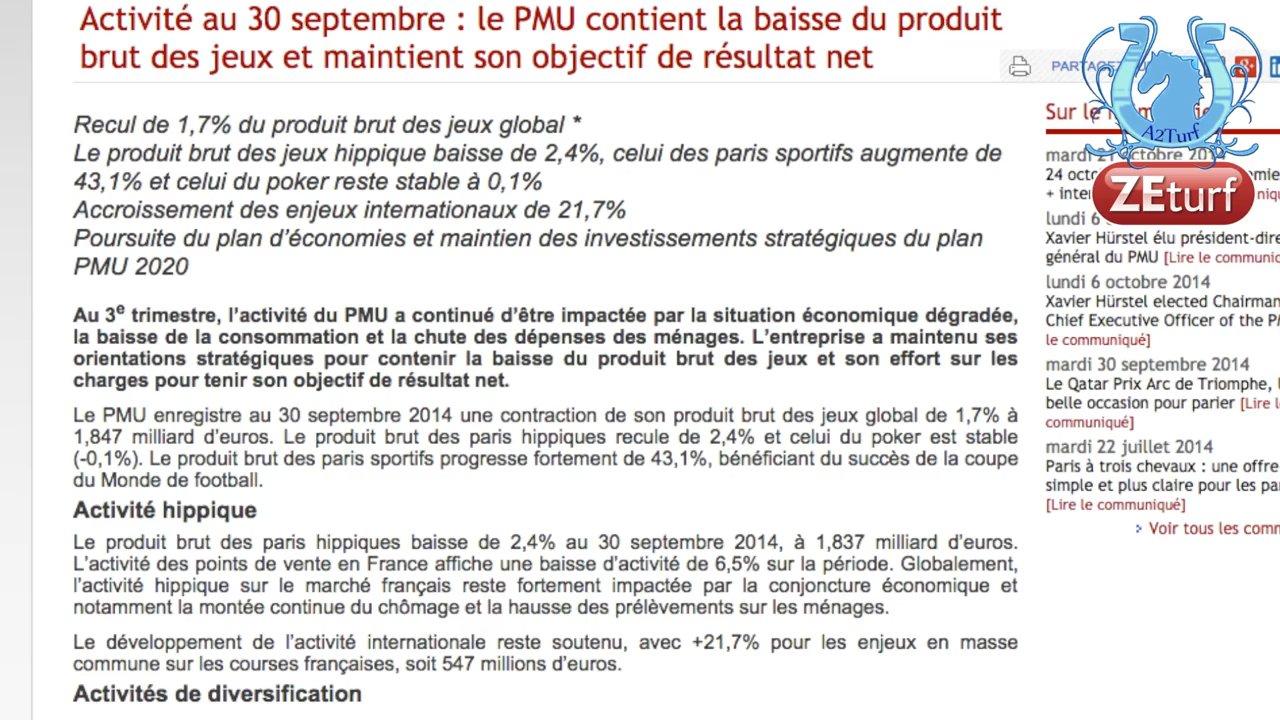 Activité au 30 septembre : le PMU contient la baisse du produit
brut des jeux et maintient son objectif de résultat net
Recul de 1,7% du produit brut des jeux global *
Le produit brut des jeux hippique baisse de 2,4%, celui des paris sportifs augmente de
43,1% et celui du poker reste stable à 0,1%
Accroissement des enjeux internationaux de 21,7%
Poursuite du plan d’économies et maintien des investissements stratégiques du plan
PMU 2020
Au 3e trimestre, l’activité du PMU a continué d’être impactée par la situation économique dégradée,
la baisse de la consommation et la chute des dépenses des ménages. L’entreprise a maintenu ses
orientations stratégiques pour contenir la baisse du produit brut des jeux et son effort sur les
charges pour tenir son objectif de résultat net.
Le PMU enregistre au 30 septembre 2014 une contraction de son produit brut des jeux global de 1,7% à
1,847 milliard d’euros. Le produit brut des paris hippiques recule de 2,4% et celui du poker est stable
(-0,1%). Le produit brut des paris sportifs progresse fortement de 43,1%, bénéficiant du succès de la coupe
du Monde de football.
Activité hippique
Le produit brut des paris hippiques baisse de 2,4% au 30 septembre 2014, à 1,837 milliard d’euros.
L’activité des points de vente en France affiche une baisse d’activité de 6,5% sur la période. Globalement,
l’activité hippique sur le marché français reste fortement impactée par la conjoncture économique et
notamment la montée continue du chômage et la hausse des prélèvements sur les ménages.
Le développement de l’activité internationale reste soutenu, avec +21,7% pour les enjeux en masse
commune sur les courses françaises, soit 547 millions d’euros.
Activités de diversification
A2Turf
ZEturf
Sur le
mardi 21 octobre
24
lundi 6
Xavier Hürstel élu
général du PMU [Lire le
lundi 6 octobre 2014
Xavier Hürstel elected
Chief Executive Officer of the
le communiqué]
mardi 30 septembre 2014
Le Qatar Prix Arc de Triomphe,
belle occasion pour parier [Lire
communiqué]
mardi 22 juillet 2014
Paris à trois chevaux : une offre
simple et plus claire pour les
[Lire le communiqué]
Voir tous les